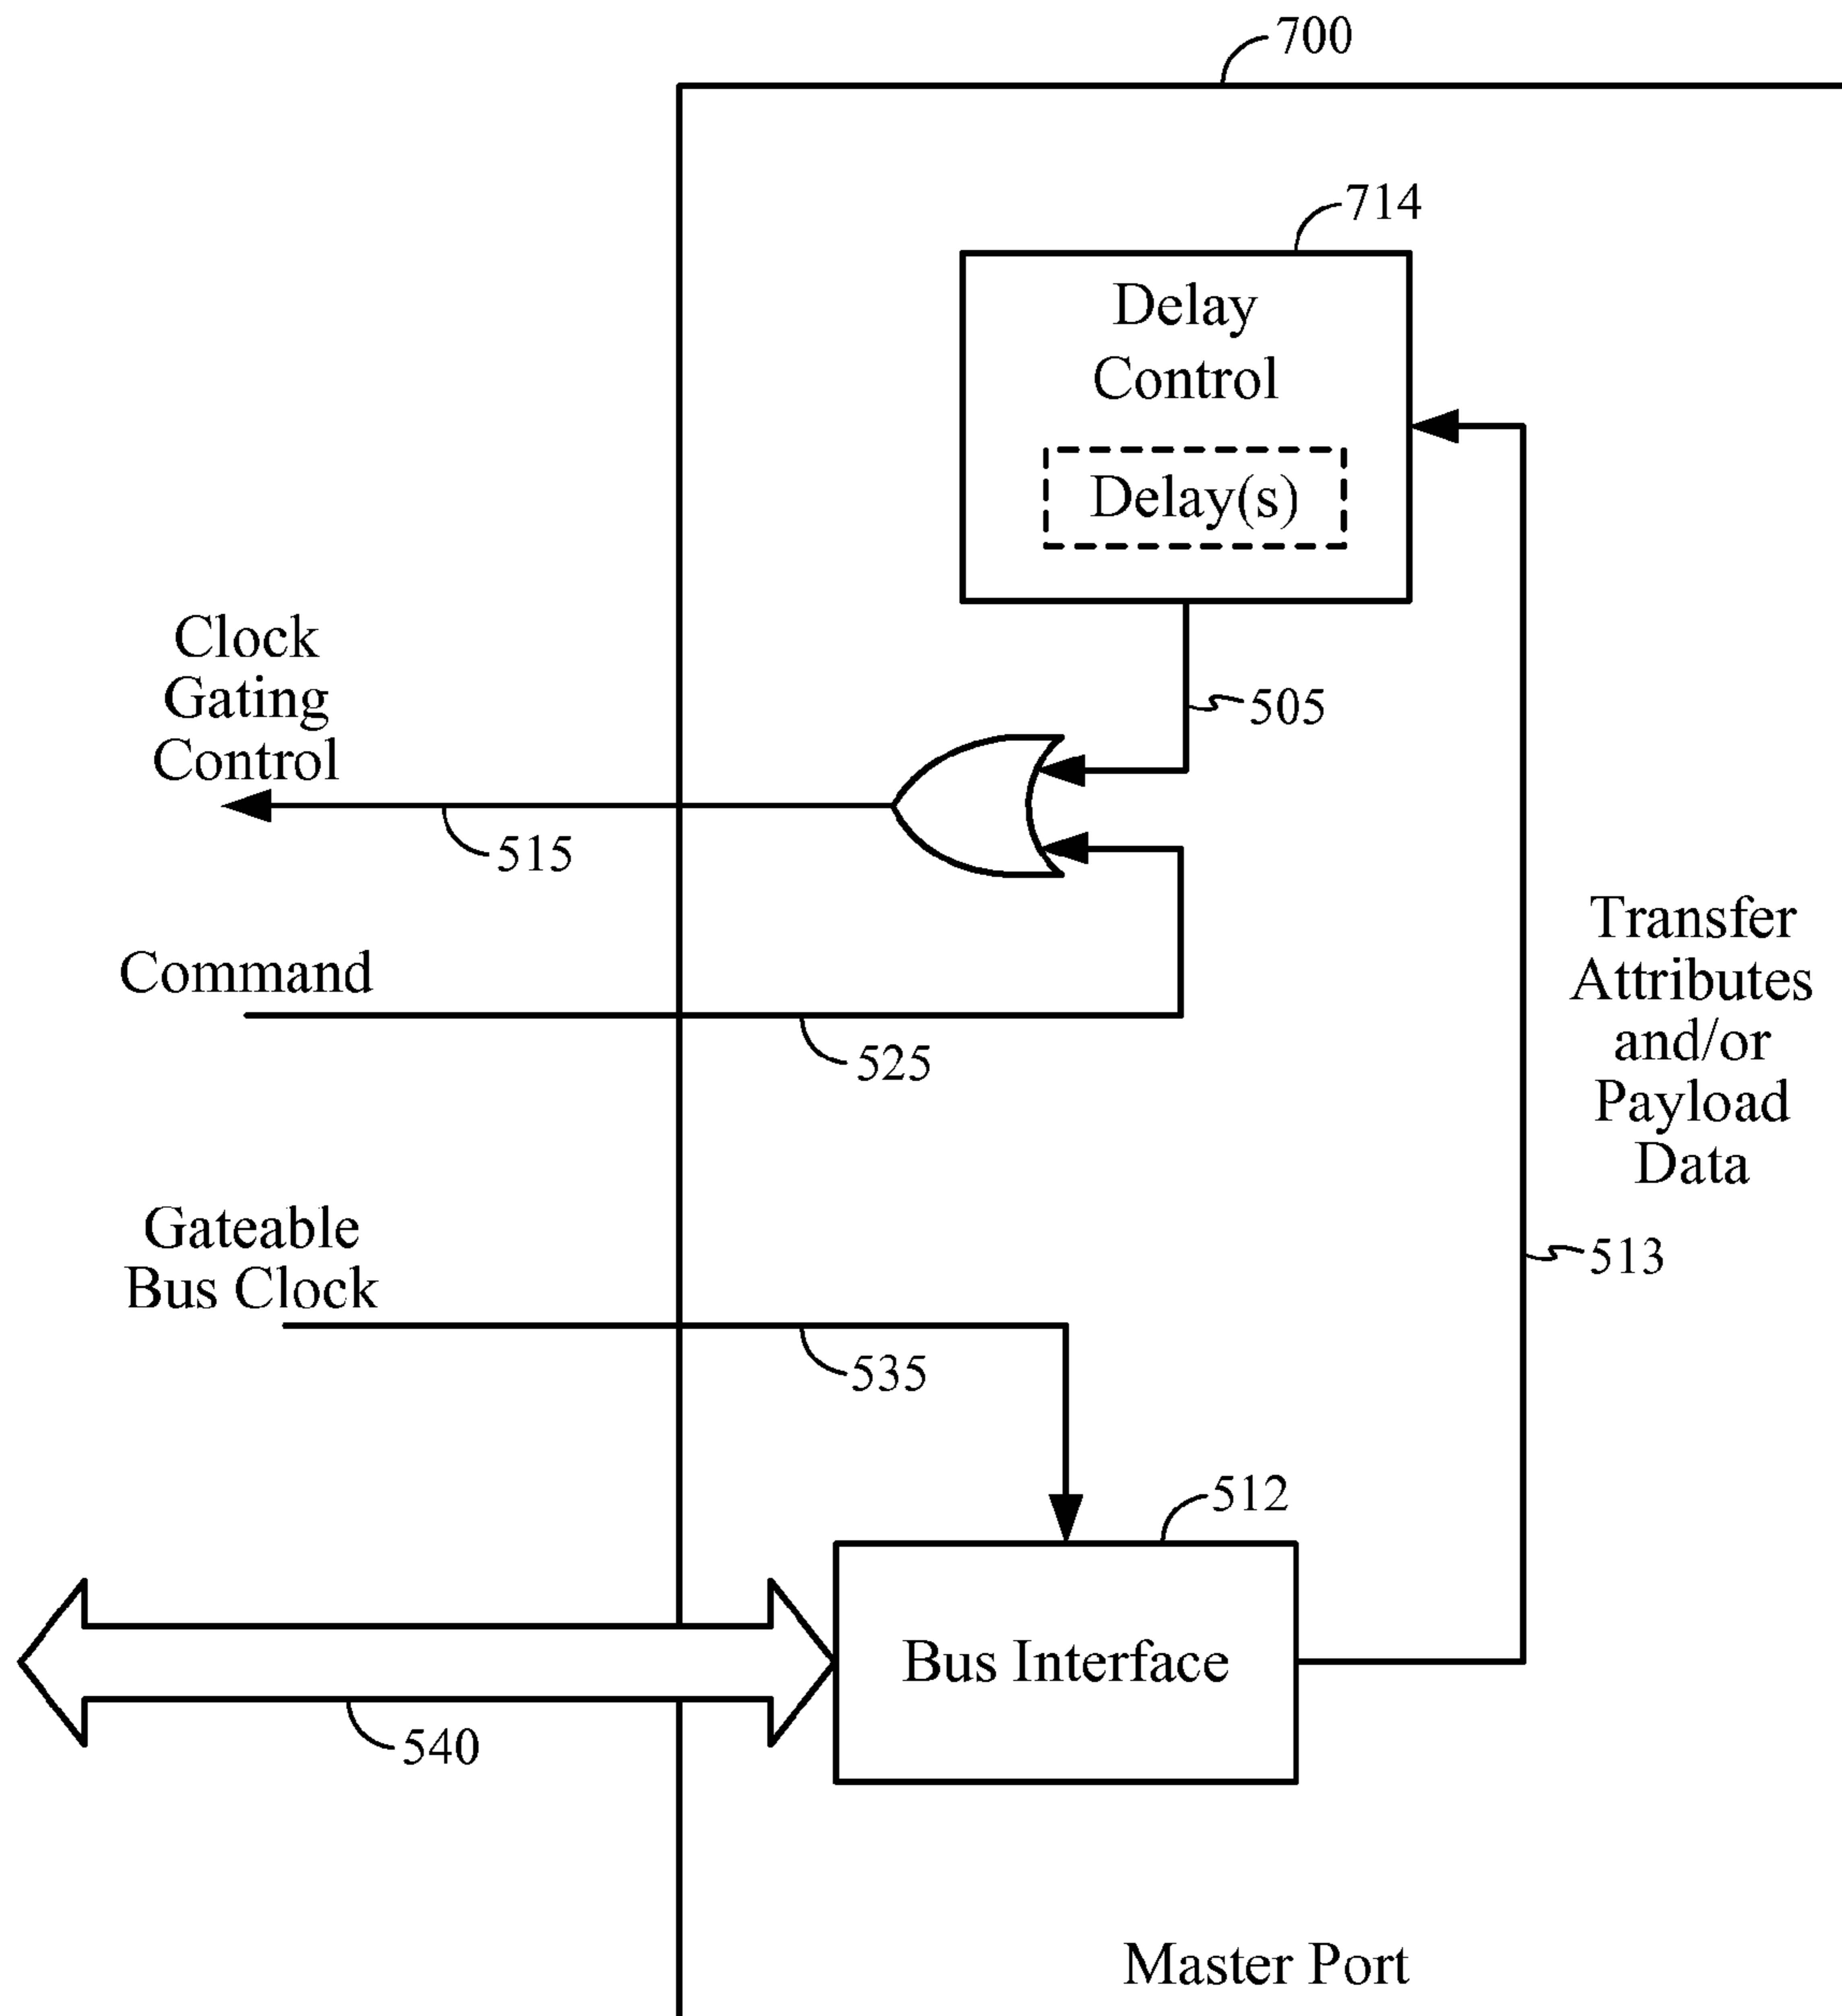 700
714
Delay
Control
Delay(s)
Clock
Gating
Control
505
515
Command
525
Transfer
Attributes
and/or
Payload
Data
Gateable
Bus Clock
513
535
512
Bus Interface
540
Master Port